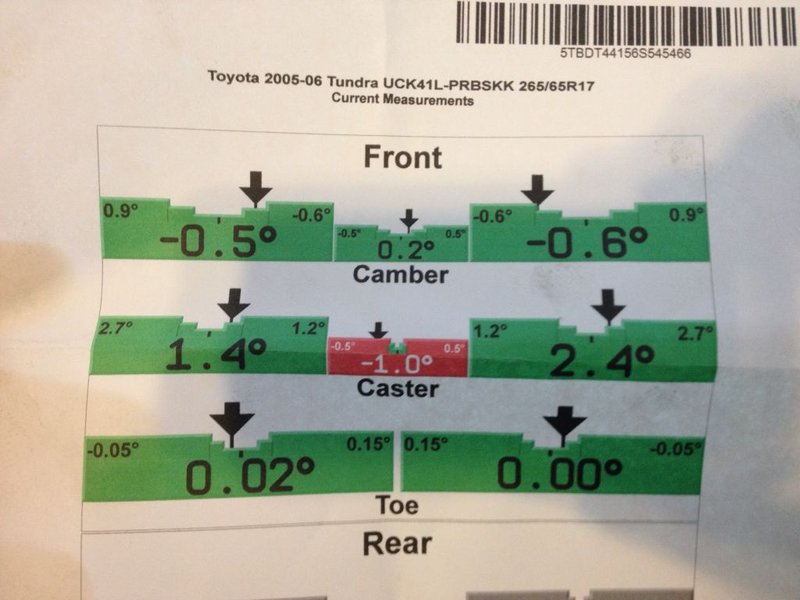 5TBDT44156S545466
Toyota 2005-06 Tundra UCK41L-PRBSKK 265/65R17
Current Measurements
Front
0.9° -0.6° -0.5° 0.5° -0.6° 0.9°
-0.5° 0.2° -0.6°
Camber
2.7° 1.2° -0.5° 0.5° 1.2° 2.7°
1.4° -1.0° 2.4°
Caster
-0.05° 0.15° 0.15° -0.05°
0.02° 0.00°
Toe
Rear